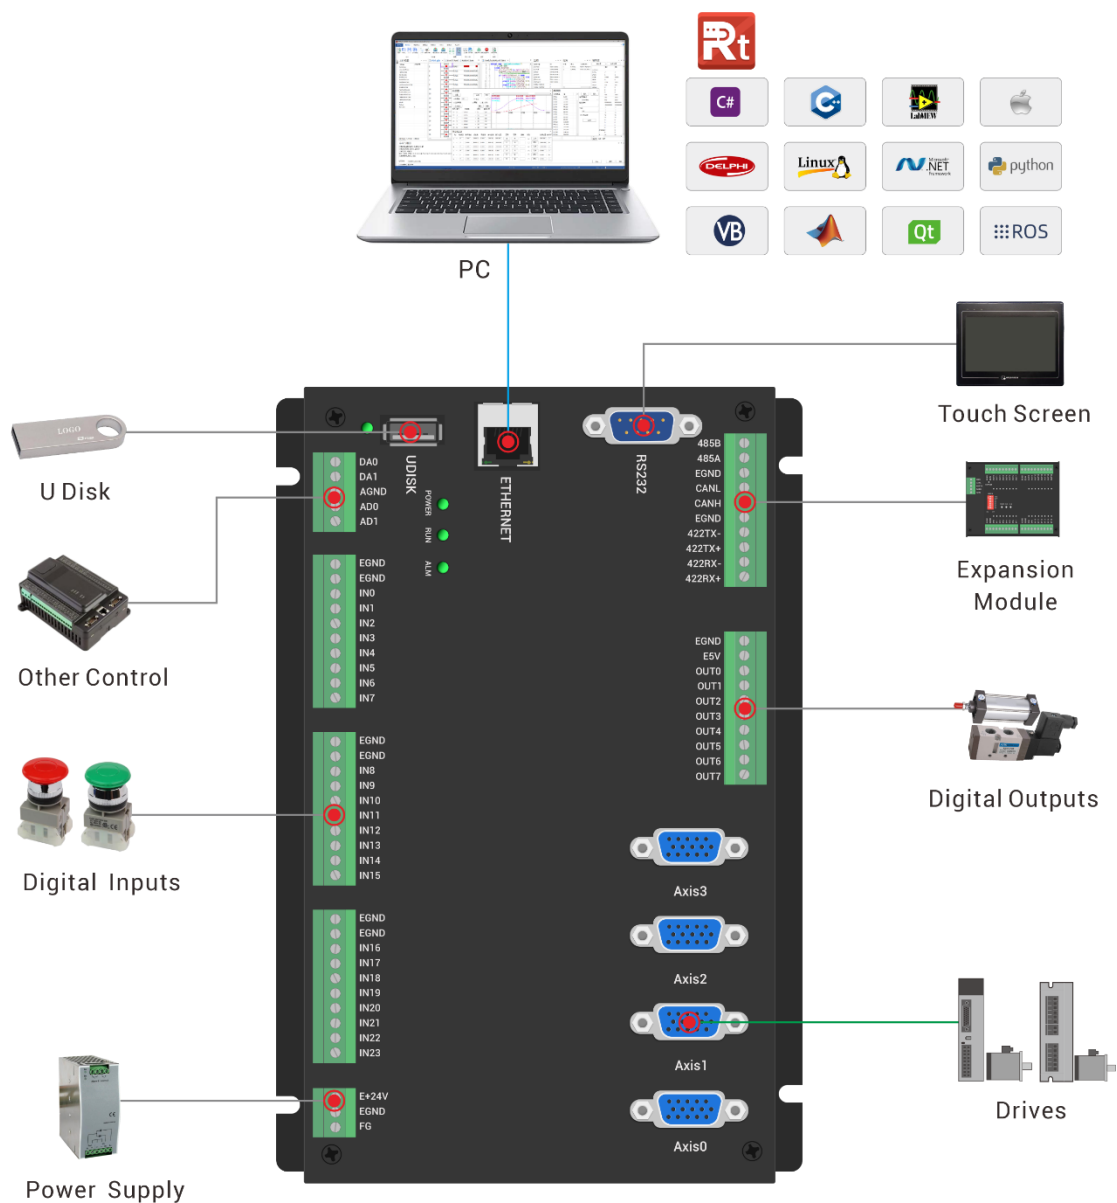 Rt
C#
C++
LabVIEW
DELPHI
Linux
Microsoft
.NET
Framework
python
VB
Qt
ROS
PC
Touch Screen
LOGO
U Disk
UDISK
ETHERNET
RS232
POWER
RUN
ALM
DA0
DA1
AGND
AD0
AD1
EGND
EGND
IN0
IN1
IN2
IN3
IN4
IN5
IN6
IN7
EGND
EGND
IN8
IN9
IN10
IN11
IN12
IN13
IN14
IN15
EGND
EGND
IN16
IN17
IN18
IN19
IN20
IN21
IN22
IN23
E+24V
EGND
FG
485B
485A
EGND
CANL
CANH
EGND
422TX-
422TX+
422RX-
422RX+
EGND
E5V
OUT0
OUT1
OUT2
OUT3
OUT4
OUT5
OUT6
OUT7
Axis3
Axis2
Axis1
Axis0
Other Control
Digital Inputs
Power Supply
Expansion
Module
Digital Outputs
Drives